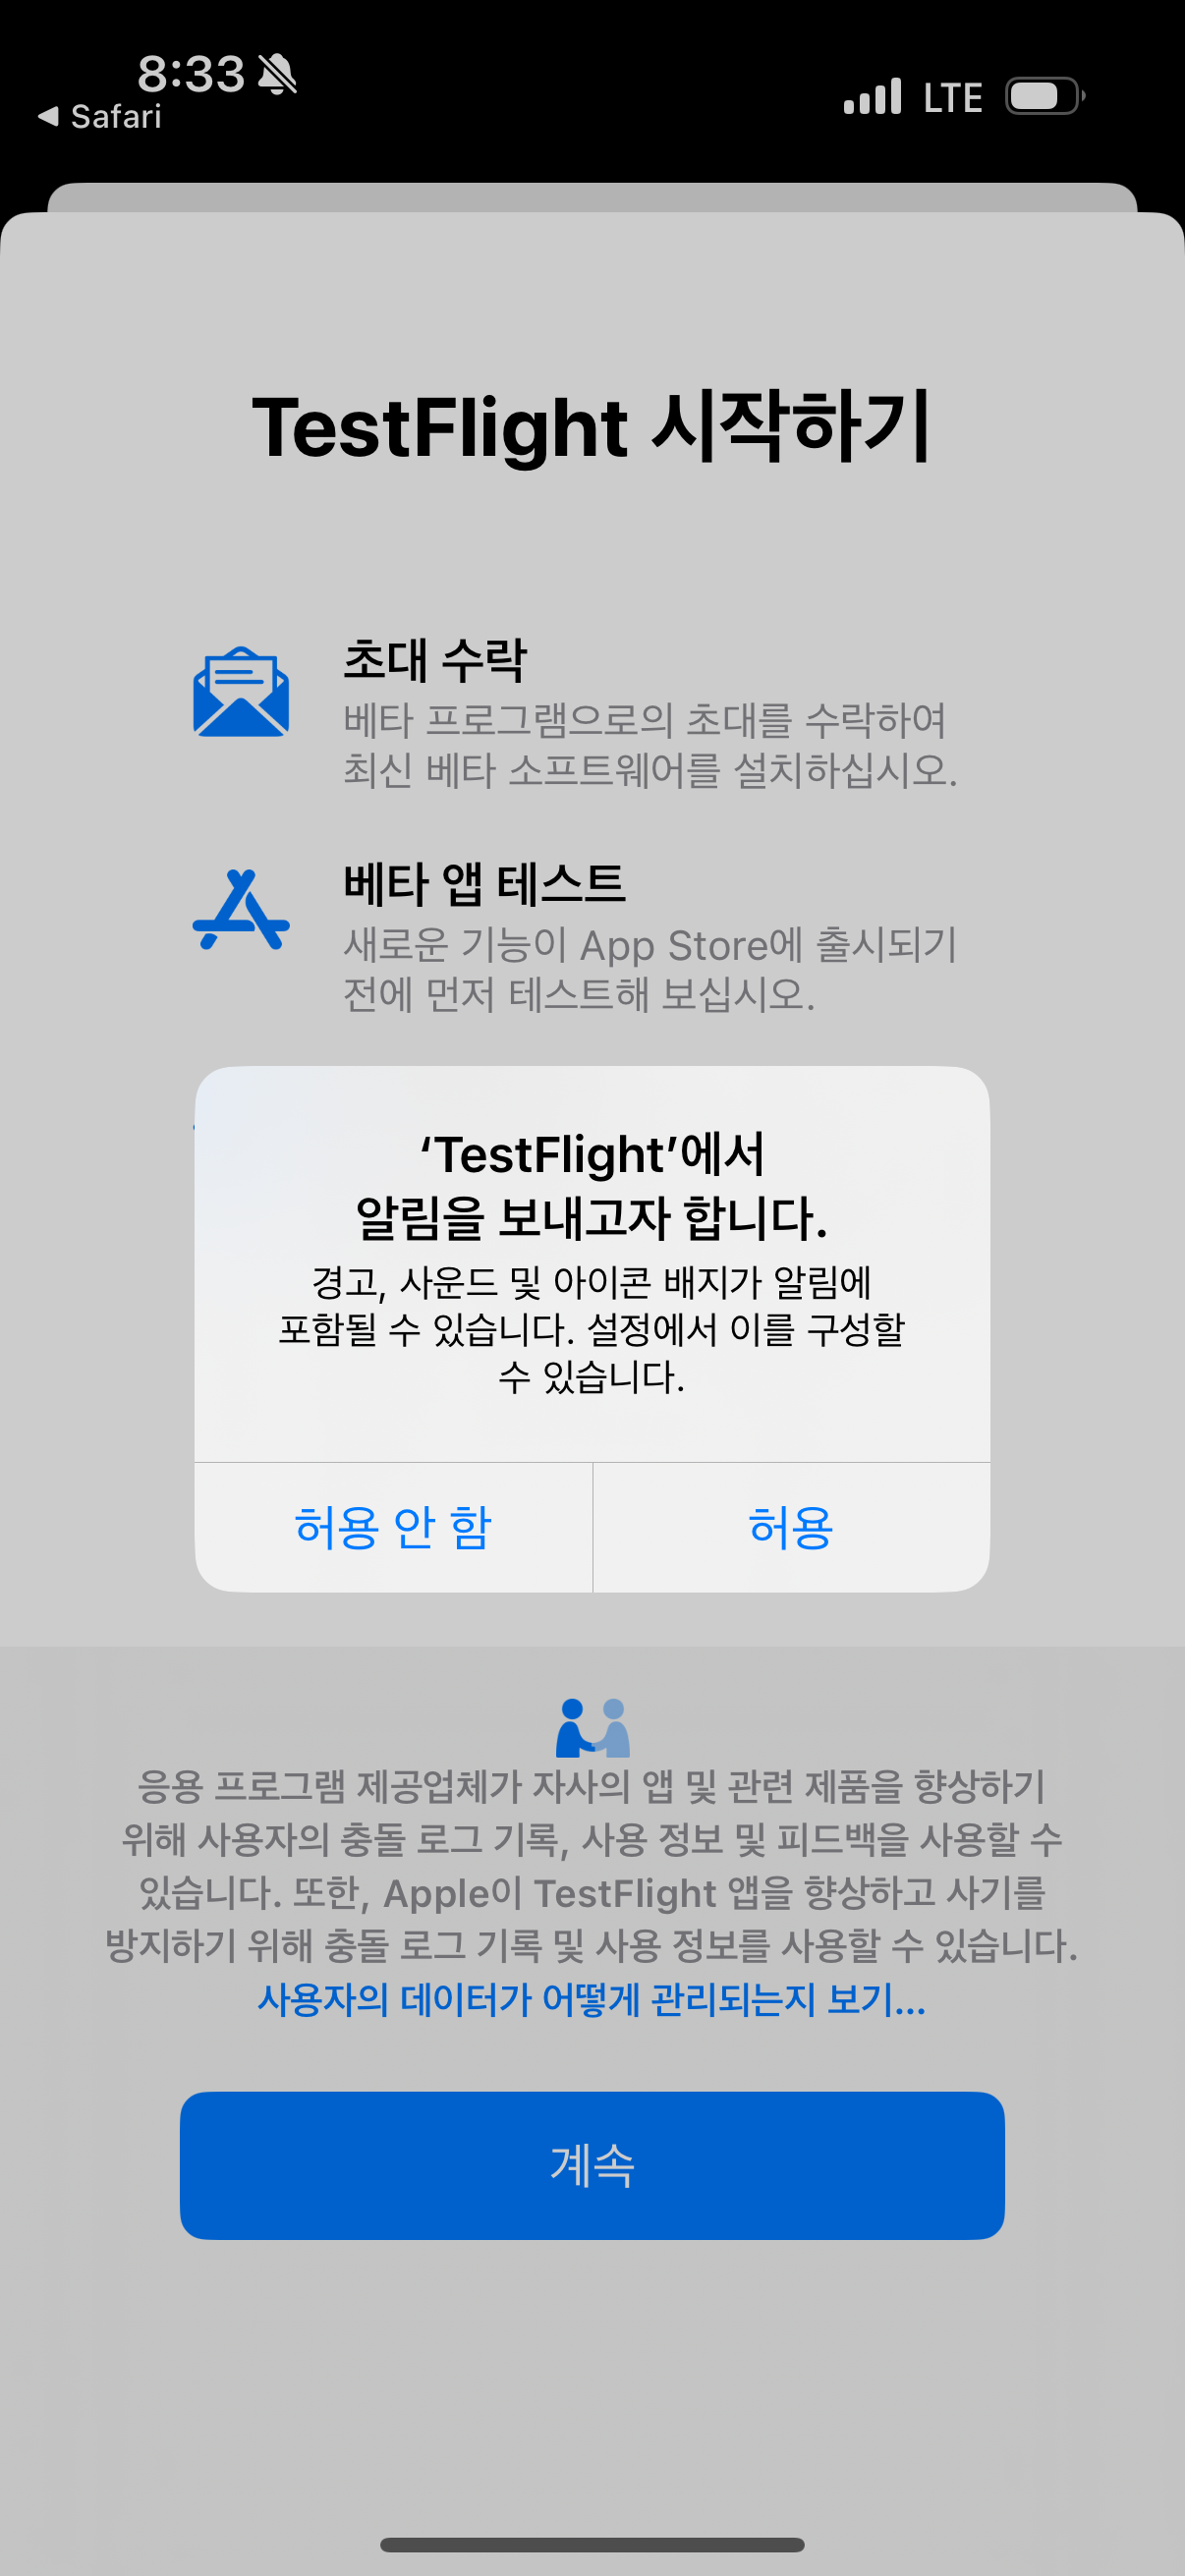 8:33
LTE
Safari
TestFlight 시작하기
초대 수락
베타 프로그램으로의 초대를 수락하여
최신 베타 소프트웨어를 설치하십시오.
베타 앱 테스트
새로운 기능이 App Store에 출시되기
전에 먼저 테스트해 보십시오.
‘TestFlight’에서
알림을 보내고자 합니다.
경고, 사운드 및 아이콘 배지가 알림에
포함될 수 있습니다. 설정에서 이를 구성할
수 있습니다.
허용 안 함
허용
응용 프로그램 제공업체가 자사의 앱 및 관련 제품을 향상하기
위해 사용자의 충돌 로그 기록, 사용 정보 및 피드백을 사용할 수
있습니다. 또한, Apple이 TestFlight 앱을 향상하고 사기를
방지하기 위해 충돌 로그 기록 및 사용 정보를 사용할 수 있습니다.
사용자의 데이터가 어떻게 관리되는지 보기...
계속